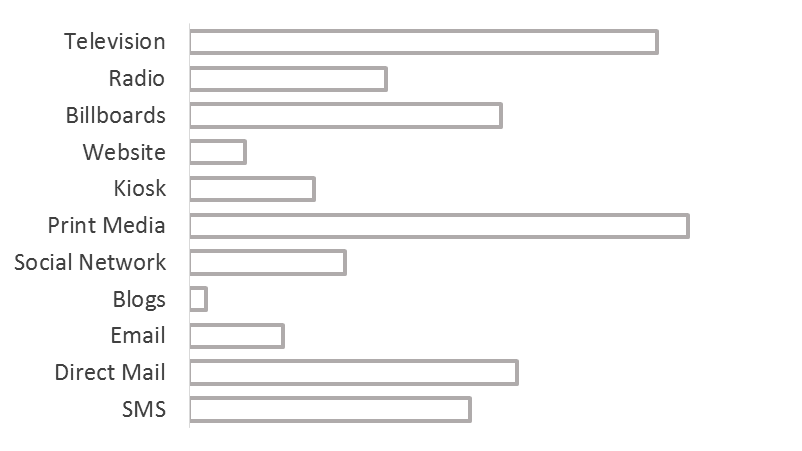 Television
Radio
Billboards
Website
Kiosk
Print Media
Social Network
Blogs
Email
Direct Mail
SMS